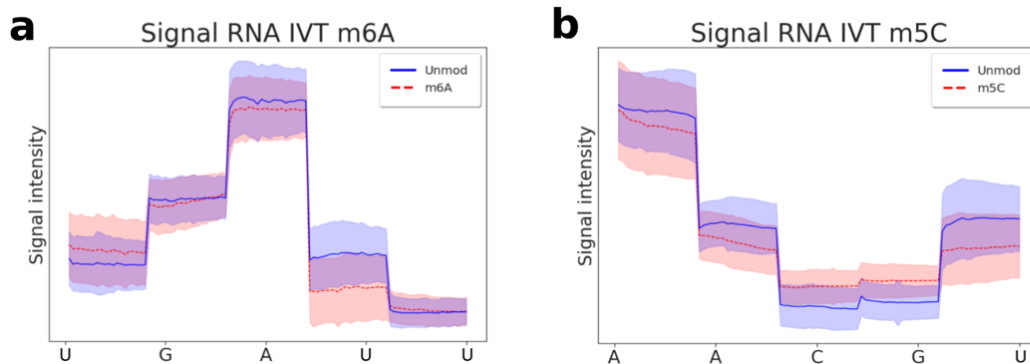 a
Signal RNA IVT m6A
Signal intensity
Unmod
m6A
U G A U U
b
Signal RNA IVT m5C
Signal intensity
Unmod
m5C
A A C G U